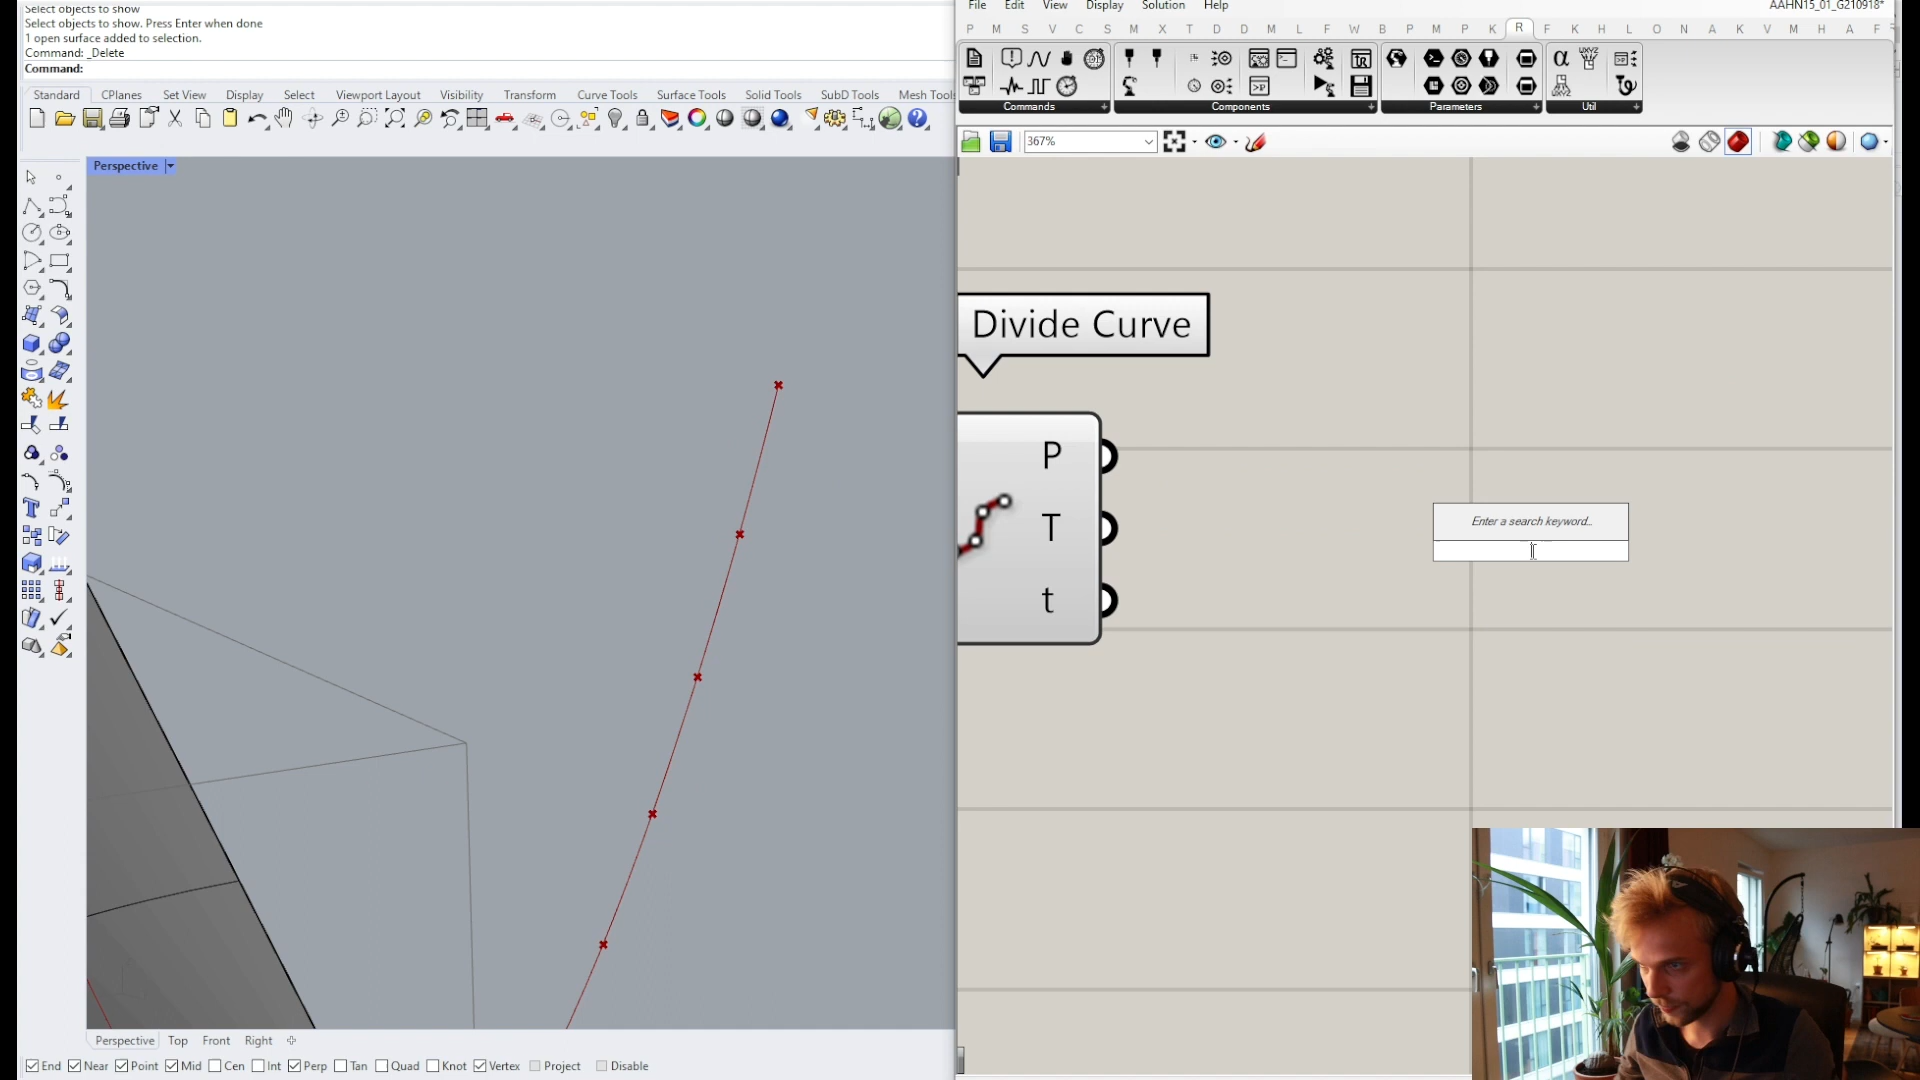 Select objects to show
Select objects to show. Press Enter when done
1 open surface added to selection.
Command: _Delete
Command:
Standard CPlanes Set View Display Select Viewport Layout Visibility Transform Curve Tools Surface Tools Solid Tools SubD Tools Mesh Tools
Perspective
Perspective Top Front Right
End Near Point Mid Cen Int Perp Tan Quad Knot Vertex Project Disable
File Edit View Display Solution Help
AAHN15_01_G210918*
P M S V C S M X T D D M L F W B P M P K R F K H L O N A K V M H A F
Commands Components Parameters Util
367%
Divide Curve
P
T
t
Enter a search keyword...